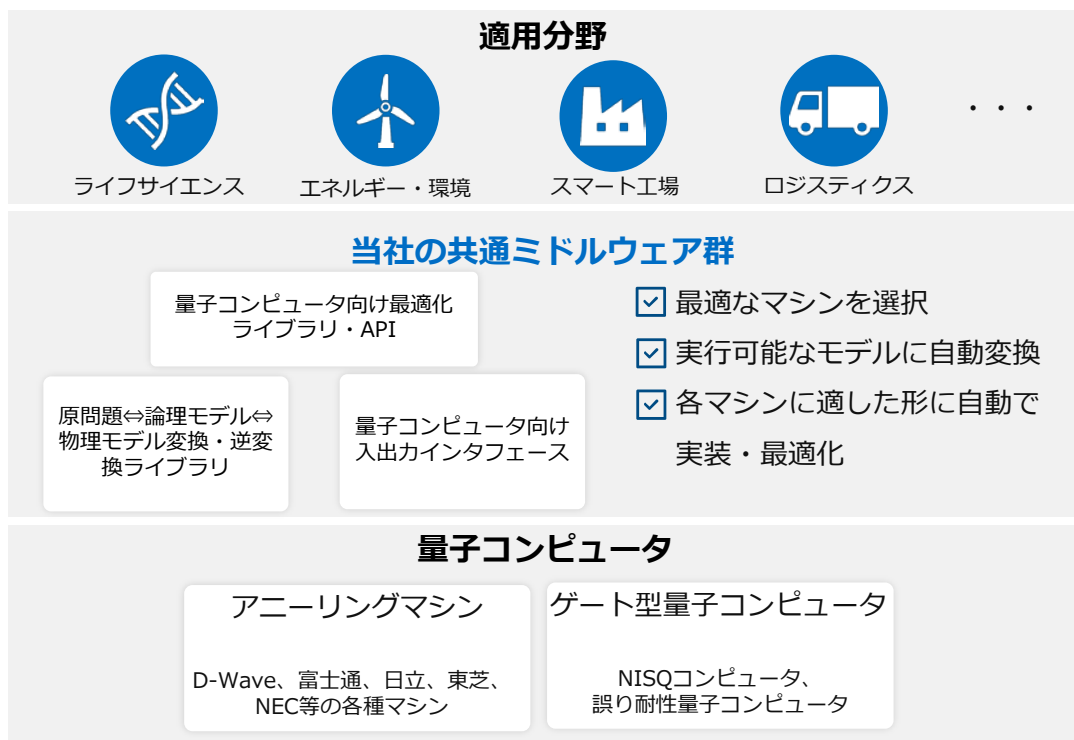 適用分野
ライフサイエンス
エネルギー・環境
スマート工場
ロジスティクス
・・・
当社の共通ミドルウェア群
量子コンピュータ向け最適化
ライブラリ・API
原問題⇔論理モデル⇔
物理モデル変換・逆変
換ライブラリ
量子コンピュータ向け
入出力インタフェース
最適なマシンを選択
実行可能なモデルに自動変換
各マシンに適した形に自動で
実装・最適化
量子コンピュータ
アニーリングマシン
D-Wave、富士通、日立、東芝、
NEC等の各種マシン
ゲート型量子コンピュータ
NISQコンピュータ、
誤り耐性量子コンピュータ